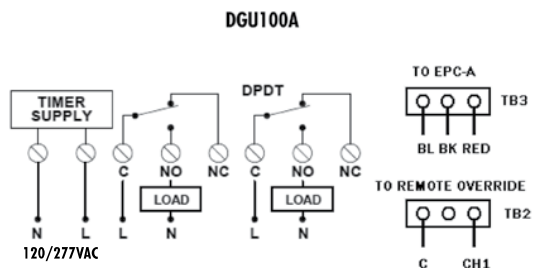 DGU100A
TIMER SUPPLY
DPDT
C NO NC C NO NC
LOAD LOAD
N L L N L N
120/277VAC
TO EPC-A
TB3
BL BK RED
TO REMOTE OVERRIDE
TB2
C CH1